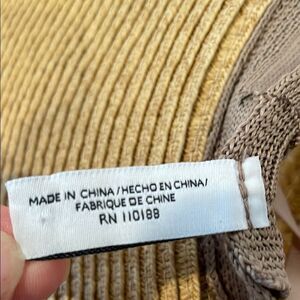 MADE IN CHINA/HECHO EN CHINA/
FABRIQUE DE CHINE
RN 110188